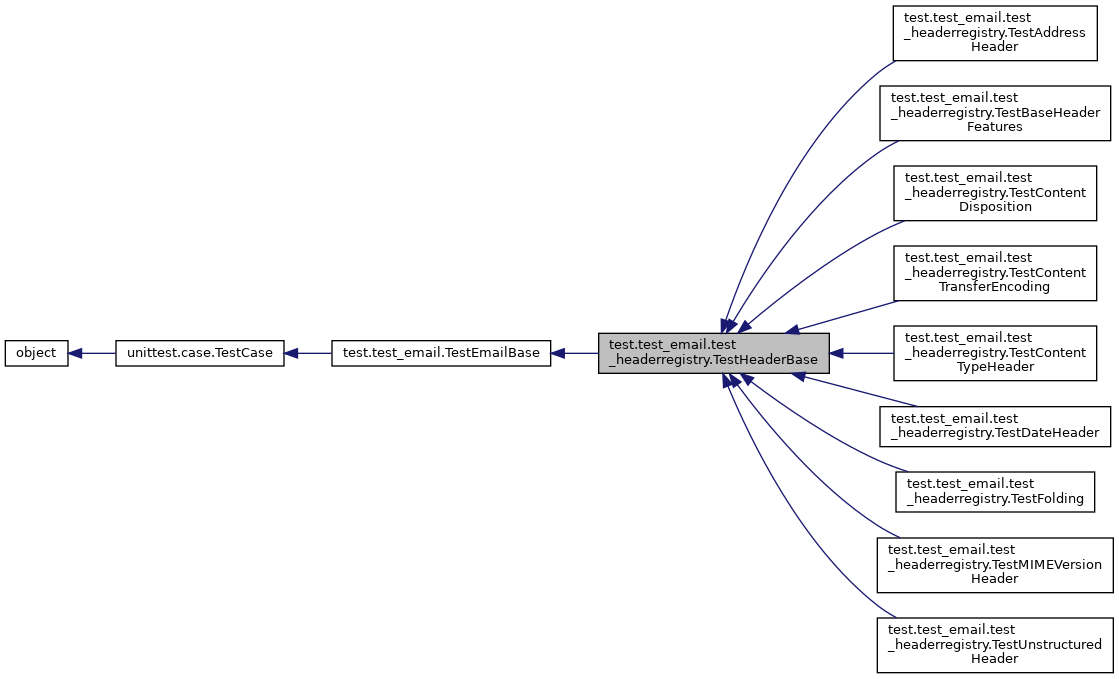 test.test_email.test
_headerregistry.TestAddress
Header
test.test_email.test
_headerregistry.TestBaseHeader
Features
test.test_email.test
_headerregistry.TestContent
Disposition
test.test_email.test
_headerregistry.TestContent
TransferEncoding
object
unittest.case.TestCase
test.test_email.TestEmailBase
test.test_email.test
_headerregistry.TestHeaderBase
test.test_email.test
_headerregistry.TestContent
TypeHeader
test.test_email.test
_headerregistry.TestDateHeader
test.test_email.test
_headerregistry.TestFolding
test.test_email.test
_headerregistry.TestMIMEVersion
Header
test.test_email.test
_headerregistry.TestUnstructured
Header